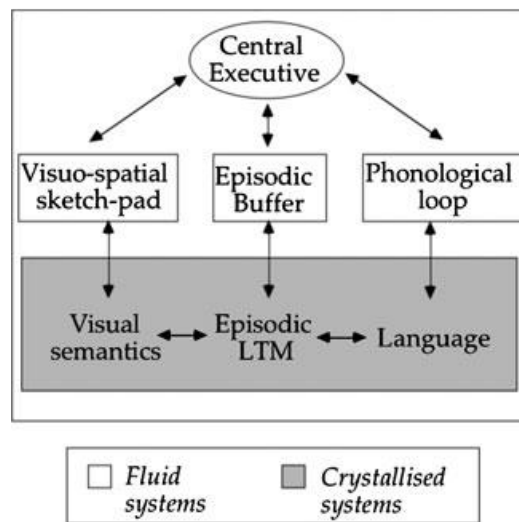 Central
Executive
Visuo-spatial
sketch-pad
Episodic
Buffer
Phonological
loop
Visual
semantics
Episodic
LTM
Language
Fluid
systems
Crystallised
systems